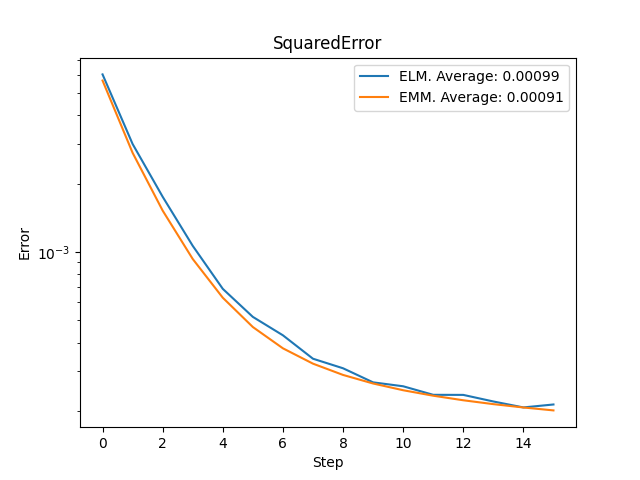 SquaredError
ELM. Average: 0.00099
EMM. Average: 0.00091
Error
10⁻³
0 2 4 6 8 10 12 14
Step